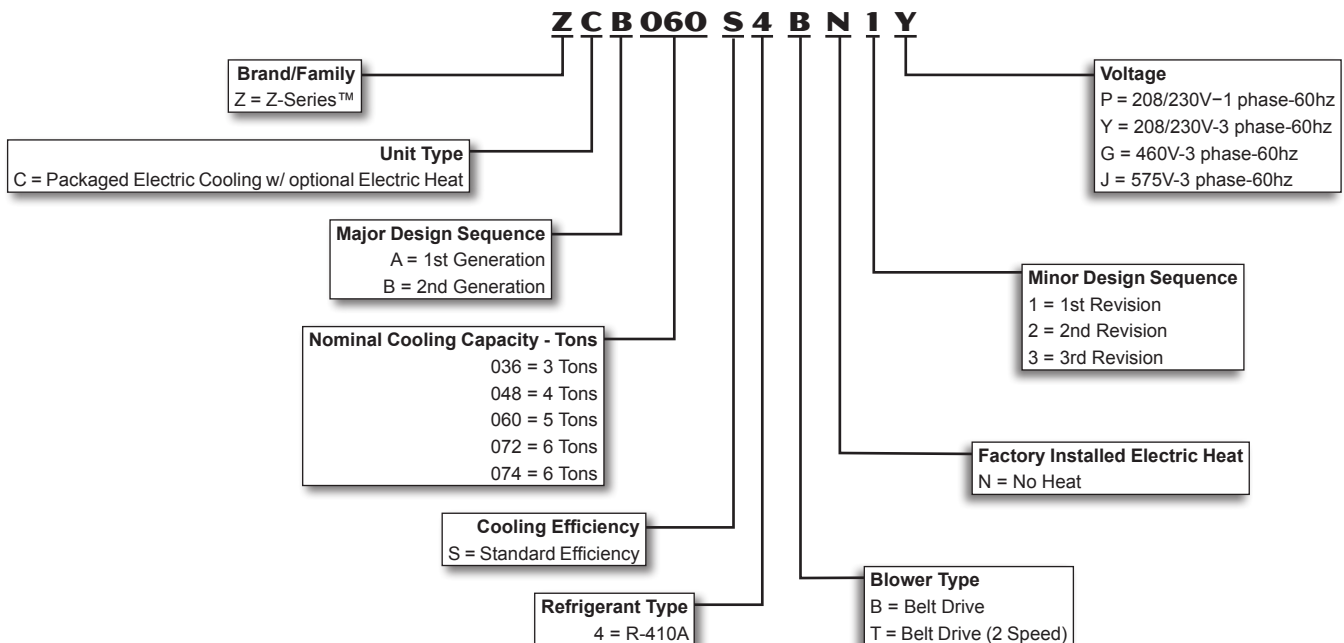 Z C B 060 S 4 B N 1 Y
Brand/Family
Z = Z-Series™
Unit Type
C = Packaged Electric Cooling w/ optional Electric Heat
Major Design Sequence
A = 1st Generation
B = 2nd Generation
Nominal Cooling Capacity - Tons
036 = 3 Tons
048 = 4 Tons
060 = 5 Tons
072 = 6 Tons
074 = 6 Tons
Cooling Efficiency
S = Standard Efficiency
Refrigerant Type
4 = R-410A
Voltage
P = 208/230V−1 phase-60hz
Y = 208/230V-3 phase-60hz
G = 460V-3 phase-60hz
J = 575V-3 phase-60hz
Minor Design Sequence
1 = 1st Revision
2 = 2nd Revision
3 = 3rd Revision
Factory Installed Electric Heat
N = No Heat
Blower Type
B = Belt Drive
T = Belt Drive (2 Speed)